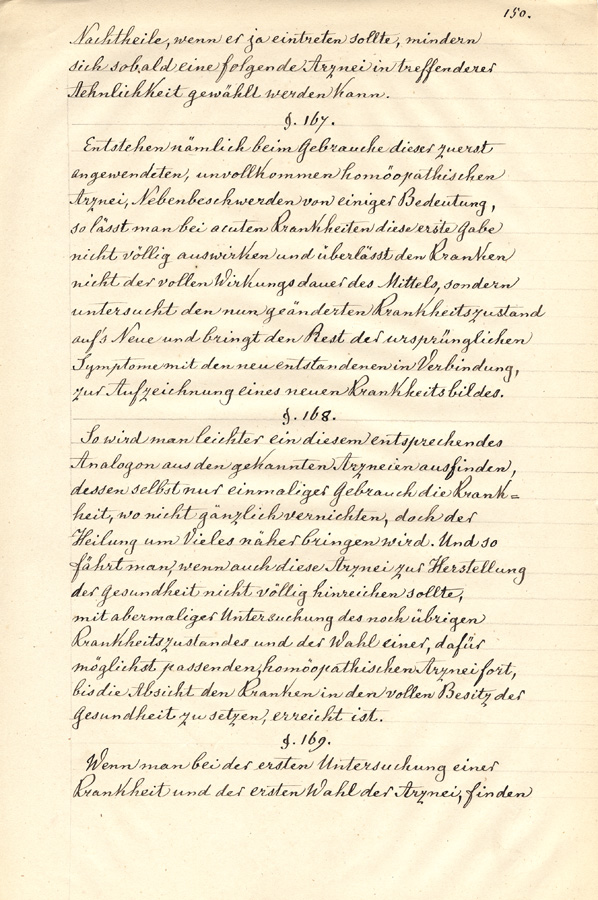 150.
Nachtheile, wenn er ja eintreten sollte, mindern
sich sobald eine folgende Arznei in treffenderer
Aehnlichkeit gewählt werden kann.
§. 167.
Entstehen nämlich beim Gebrauche dieser zuerst
angewendeten, unvollkommen homöopathischen
Arznei, Nebenbeschwerden von einiger Bedeutung,
so lässt man bei acuten Krankheiten diese erste Gabe
nicht völlig auswirken und überlässt den Kranken
nicht der vollen Wirkungsdauer des Mittels, sondern
untersucht den nun geänderten Krankheitszustand
auf's Neue und bringt den Rest der ursprünglichen
Symptome mit den neu entstandenen in Verbindung,
zur Aufzeichnung eines neuen Krankheitsbildes.
§. 168.
So wird man leichter ein diesem entsprechendes
Analogon aus den gekannten Arzneien ausfinden,
dessen selbst nur einmaliger Gebrauch die Krank=
heit, wo nicht gänzlich vernichten, doch der
Heilung um Vieles näher bringen wird. Und so
fährt man, wenn auch diese Arznei zur Herstellung
der Gesundheit nicht völlig hinreichen sollte,
mit abermaliger Untersuchung des noch übrigen
Krankheitszustandes und der Wahl einer, dafür
möglichst passenden, homöopathischen Arznei fort,
bis die Absicht den Kranken in den vollen Besitz der
Gesundheit zu setzen, erreicht ist.
§. 169.
Wenn man bei der ersten Untersuchung einer
Krankheit und der ersten Wahl der Arznei, finden